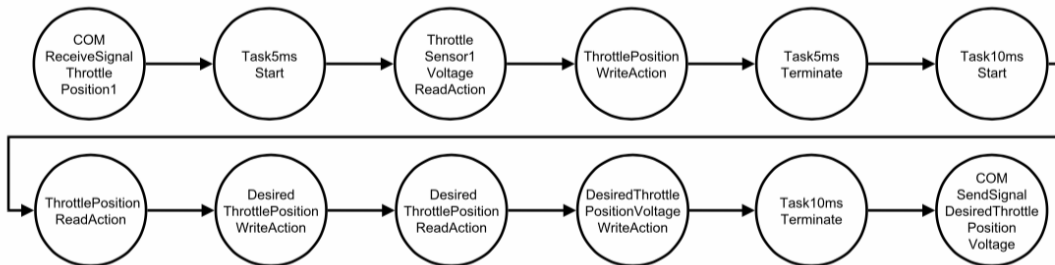 COM
ReceiveSignal
Throttle
Position1
Task5ms
Start
Throttle
Sensor1
Voltage
ReadAction
ThrottlePosition
WriteAction
Task5ms
Terminate
Task10ms
Start
ThrottlePosition
ReadAction
Desired
ThrottlePosition
WriteAction
Desired
ThrottlePosition
ReadAction
DesiredThrottle
PositionVoltage
WriteAction
Task10ms
Terminate
COM
SendSignal
DesiredThrottle
Position
Voltage